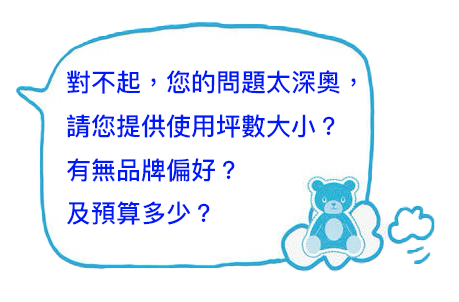 對不起，您的問題太深奧，
請您提供使用坪數大小？
有無品牌偏好？
及預算多少？